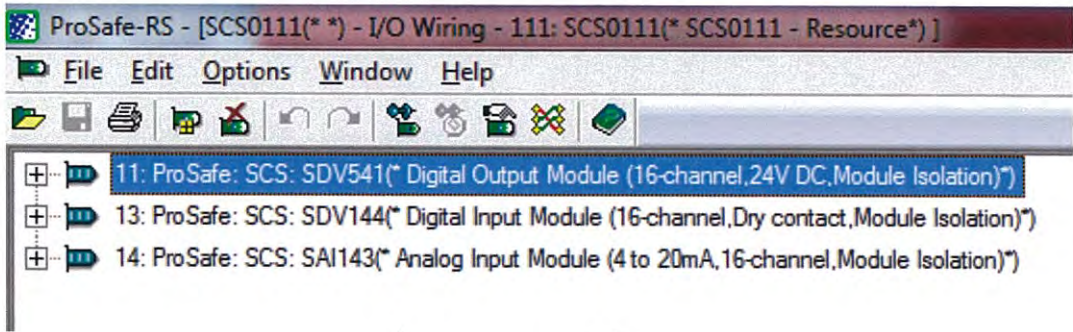 ProSafe-RS - [SCS0111(* *) - I/O Wiring - 111: SCS0111(* SCS0111 - Resource*) ]
File Edit Options Window Help
11: ProSafe: SCS: SDV541(* Digital Output Module (16-channel,24V DC,Module Isolation)*)
13: ProSafe: SCS: SDV144(* Digital Input Module (16-channel,Dry contact,Module Isolation)*)
14: ProSafe: SCS: SAI143(* Analog Input Module (4 to 20mA,16-channel,Module Isolation)*)